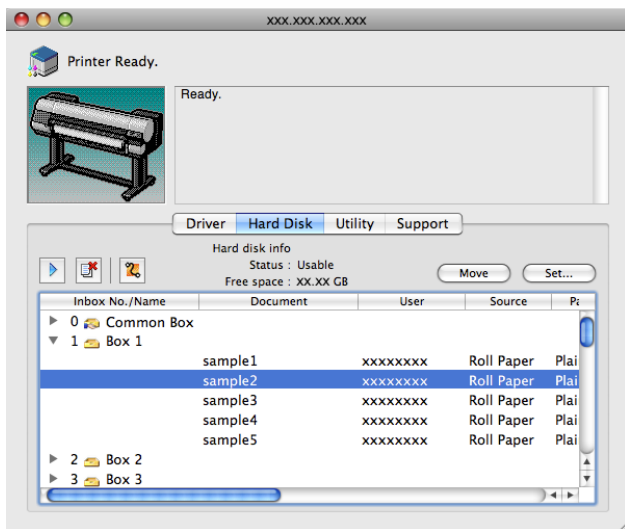 xxx.xxx.xxx.xxx
Printer Ready.
Ready.
Driver Hard Disk Utility Support
Hard disk info
Status : Usable
Free space : XX.XX GB
Move Set...
Inbox No./Name Document User Source Pa
0 Common Box
1 Box 1
sample1 xxxxxxxx Roll Paper Plai
sample2 xxxxxxxx Roll Paper Plai
sample3 xxxxxxxx Roll Paper Plai
sample4 xxxxxxxx Roll Paper Plai
sample5 xxxxxxxx Roll Paper Plai
2 Box 2
3 Box 3